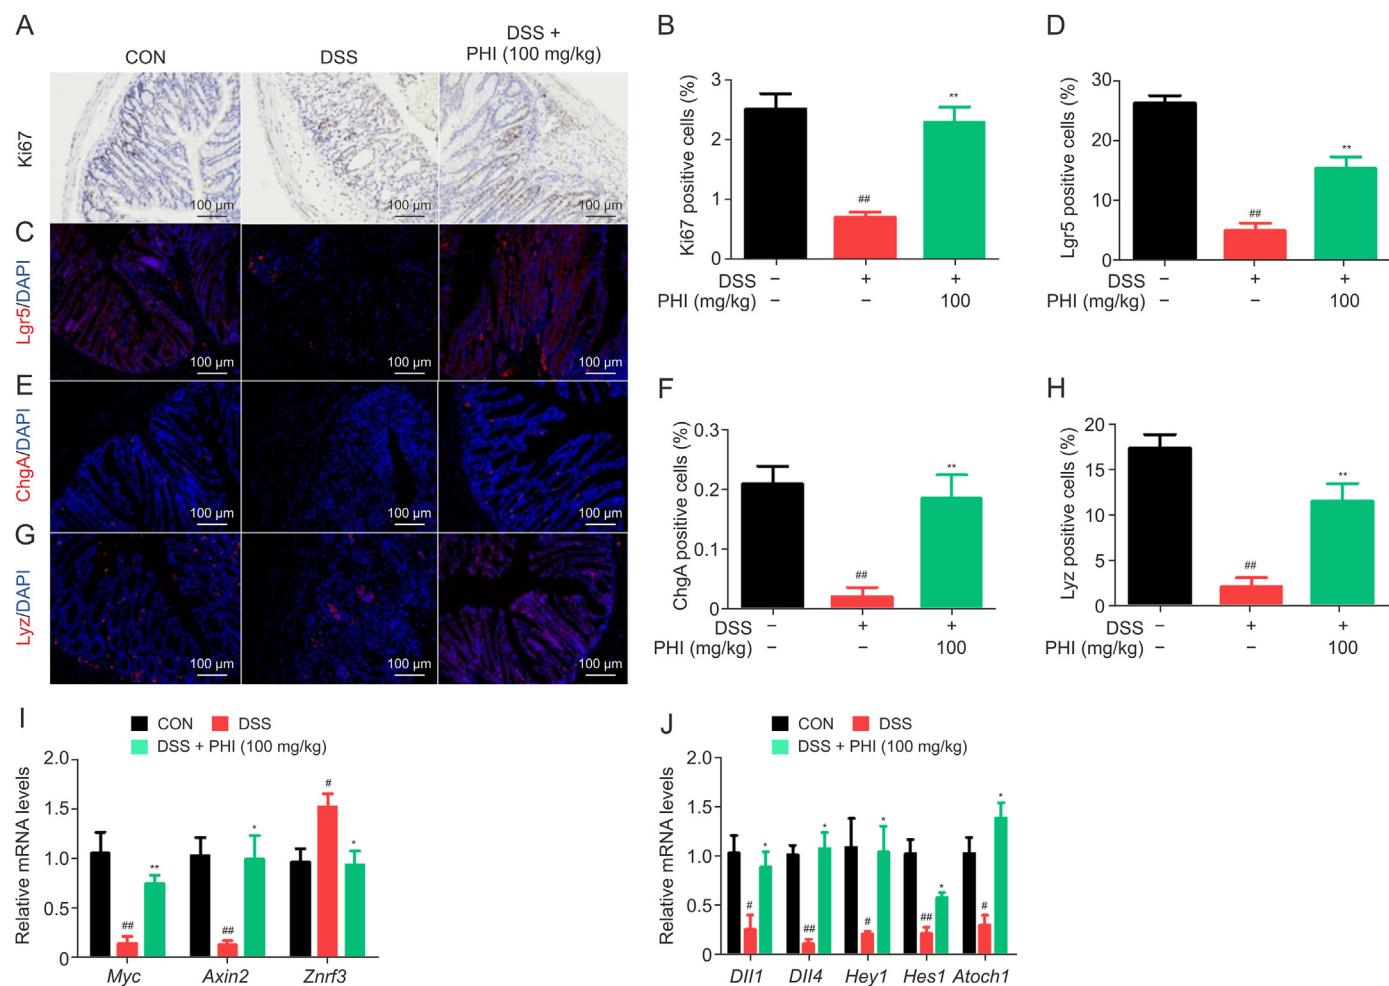 A
CON
DSS
DSS +
PHI (100 mg/kg)
Ki67
100 µm
100 µm
100 µm
C
Lgr5/DAPI
100 µm
100 µm
100 µm
E
ChgA/DAPI
100 µm
100 µm
100 µm
G
Lyz/DAPI
100 µm
100 µm
100 µm
B
Ki67 positive cells (%)
3
2
1
0
**
##
DSS − + +
PHI (mg/kg) − − 100
D
Lgr5 positive cells (%)
30
20
10
0
**
##
DSS − + +
PHI (mg/kg) − − 100
F
ChgA positive cells (%)
0.3
0.2
0.1
0
**
##
DSS − + +
PHI (mg/kg) − − 100
H
Lyz positive cells (%)
20
15
10
5
0
**
##
DSS − + +
PHI (mg/kg) − − 100
I
CON DSS
DSS + PHI (100 mg/kg)
Relative mRNA levels
2.0
1.5
1.0
0.5
0
## ** ## * # *
Myc Axin2 Znrf3
J
CON DSS
DSS + PHI (100 mg/kg)
Relative mRNA levels
2.0
1.5
1.0
0.5
0
# * ## * # * ## * # *
Dll1 Dll4 Hey1 Hes1 Atoch1